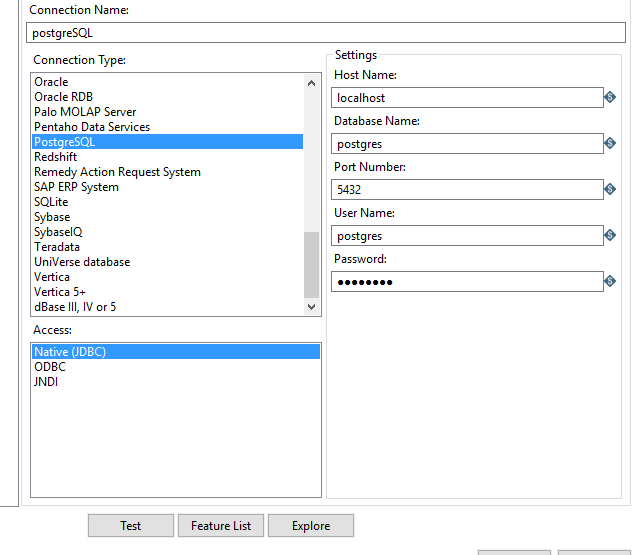 Connection Name:
postgreSQL
Connection Type:
Oracle
Oracle RDB
Palo MOLAP Server
Pentaho Data Services
PostgreSQL
Redshift
Remedy Action Request System
SAP ERP System
SQLite
Sybase
SybaseIQ
Teradata
UniVerse database
Vertica
Vertica 5+
dBase III, IV or 5
Access:
Native (JDBC)
ODBC
JNDI
Settings
Host Name:
localhost
Database Name:
postgres
Port Number:
5432
User Name:
postgres
Password:
●●●●●●●●
Test
Feature List
Explore